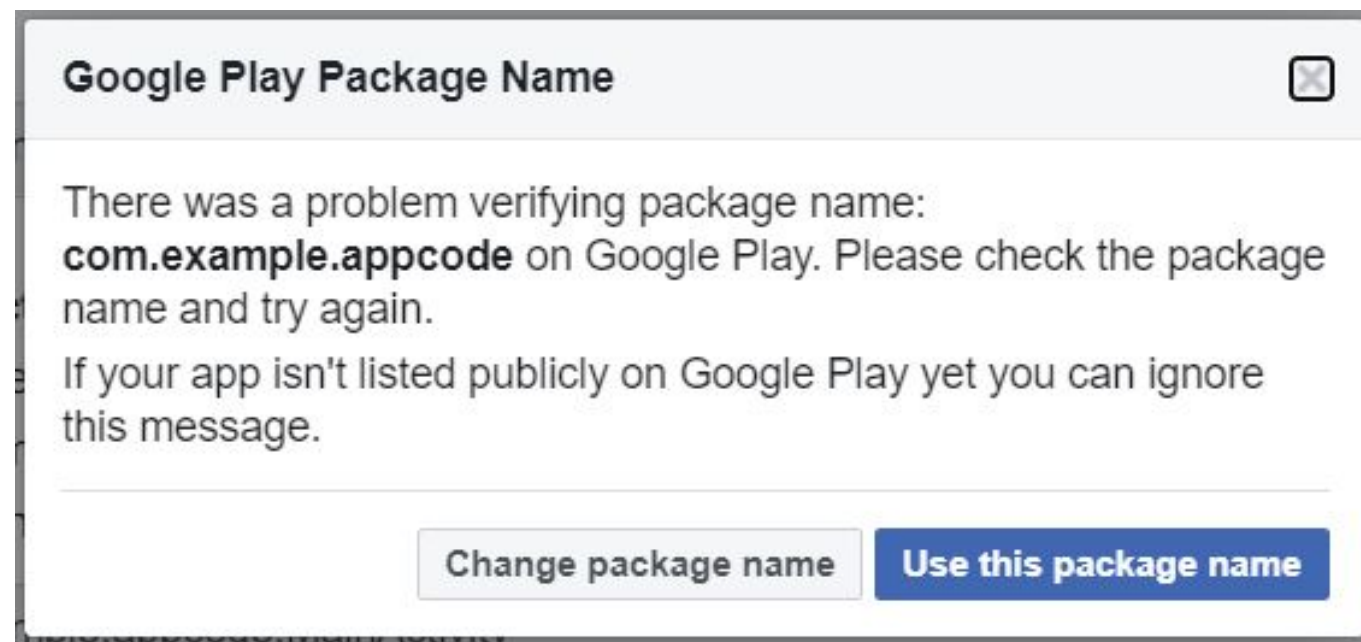 Google Play Package Name
There was a problem verifying package name:
com.example.appcode on Google Play. Please check the package
name and try again.
If your app isn't listed publicly on Google Play yet you can ignore
this message.
Change package name Use this package name